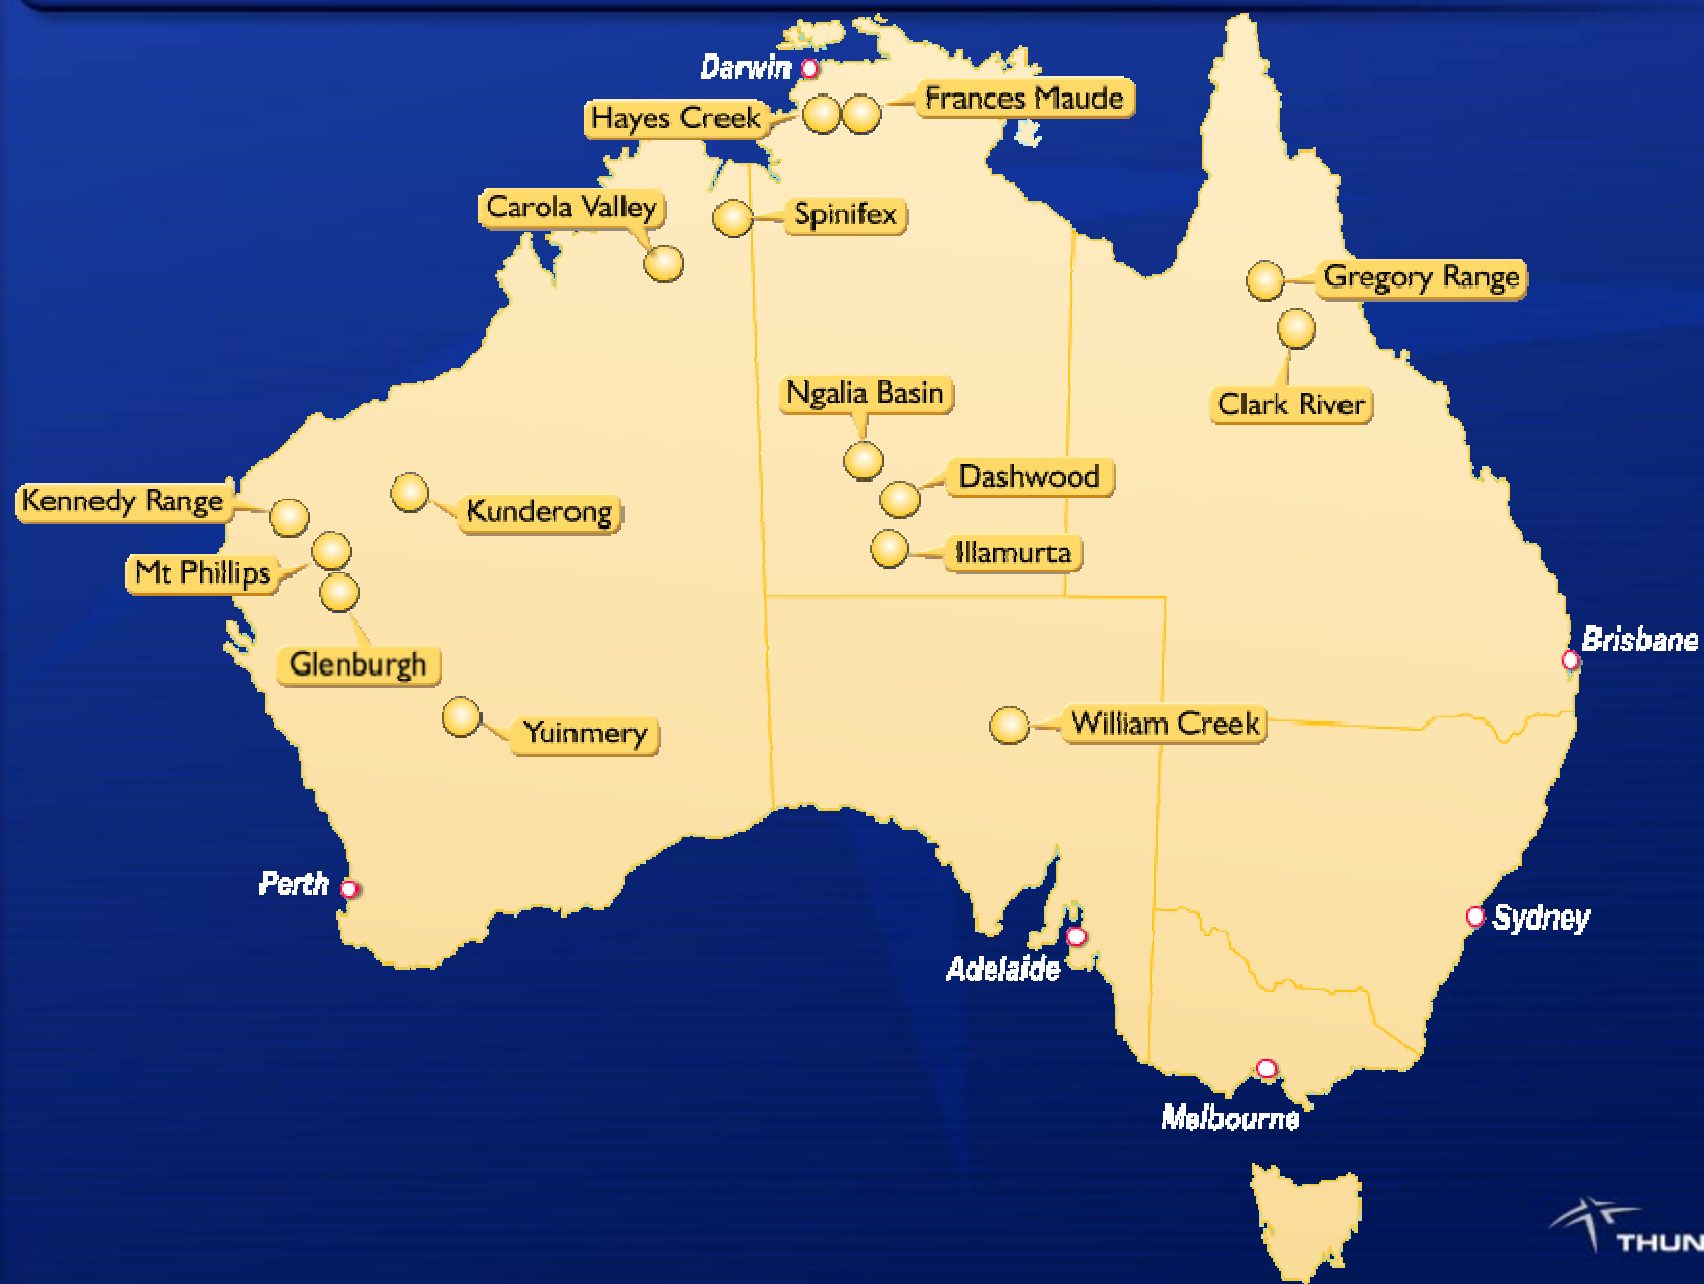 Darwin
Frances Maude
Hayes Creek
Carola Valley
Spinifex
Gregory Range
Ngalia Basin
Clark River
Dashwood
Kennedy Range
Kunderong
Illamurta
Mt Phillips
Brisbane
Glenburgh
William Creek
Yuinmery
Perth
Sydney
Adelaide
Melbourne
THUN